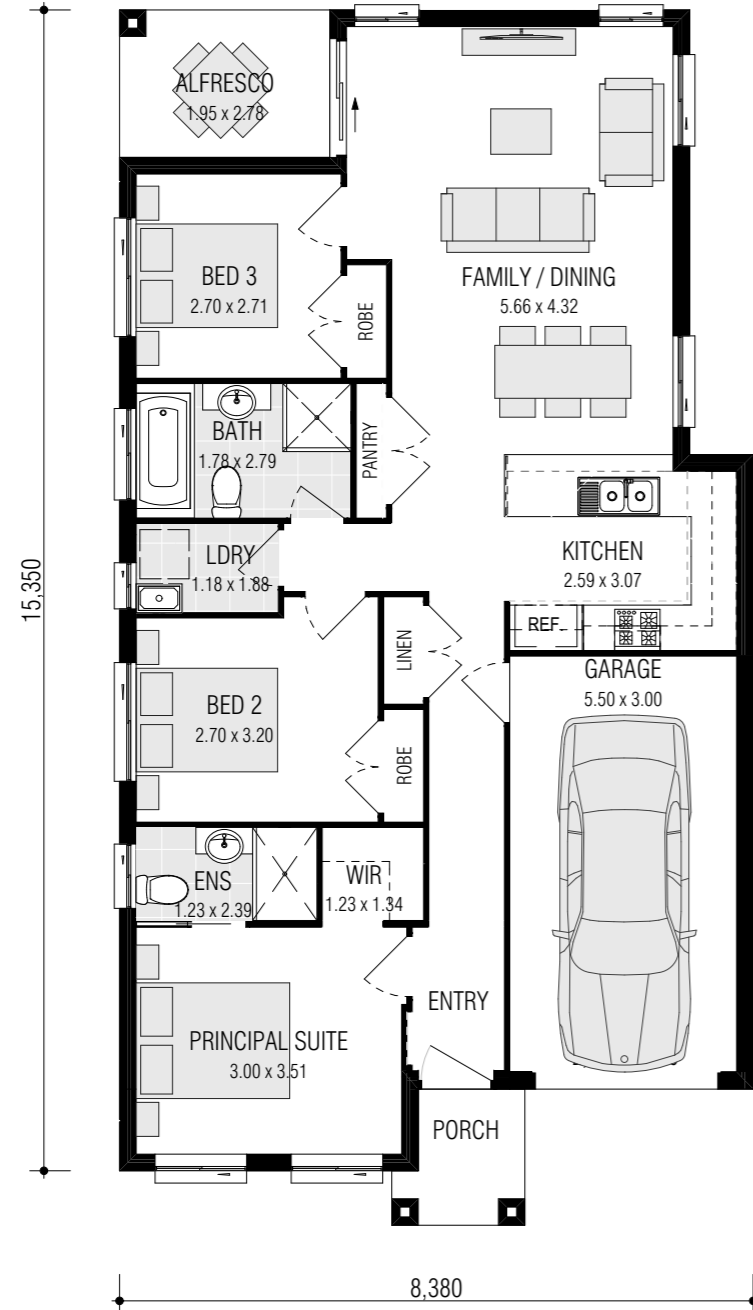 ALFRESCO
1.95 x 2.78
BED 3
2.70 x 2.71
ROBE
FAMILY / DINING
5.66 x 4.32
BATH
1.78 x 2.79
PANTRY
LDRY
1.18 x 1.88
KITCHEN
2.59 x 3.07
REF.
LINEN
GARAGE
5.50 x 3.00
BED 2
2.70 x 3.20
ROBE
ENS
1.23 x 2.39
WIR
1.23 x 1.34
ENTRY
PRINCIPAL SUITE
3.00 x 3.51
PORCH
15,350
8,380